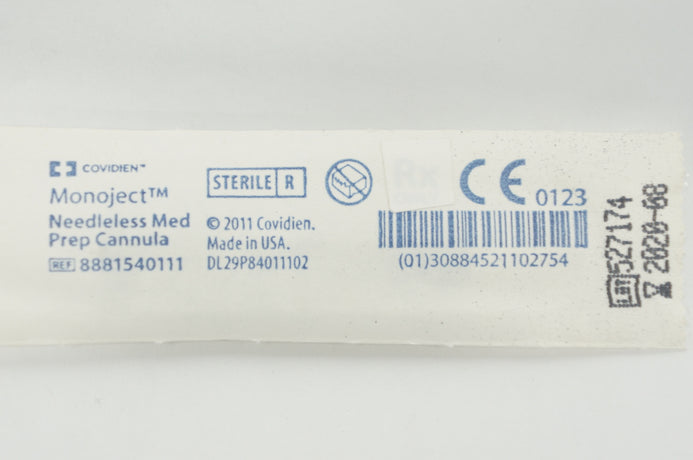 COVIDIEN™
Monoject™
Needleless Med
Prep Cannula
REF 8881540111
STERILE R
© 2011 Covidien.
Made in USA.
DL29P84011102
Rx
CE 0123
(01)30884521102754
LOT 527174
2020-08